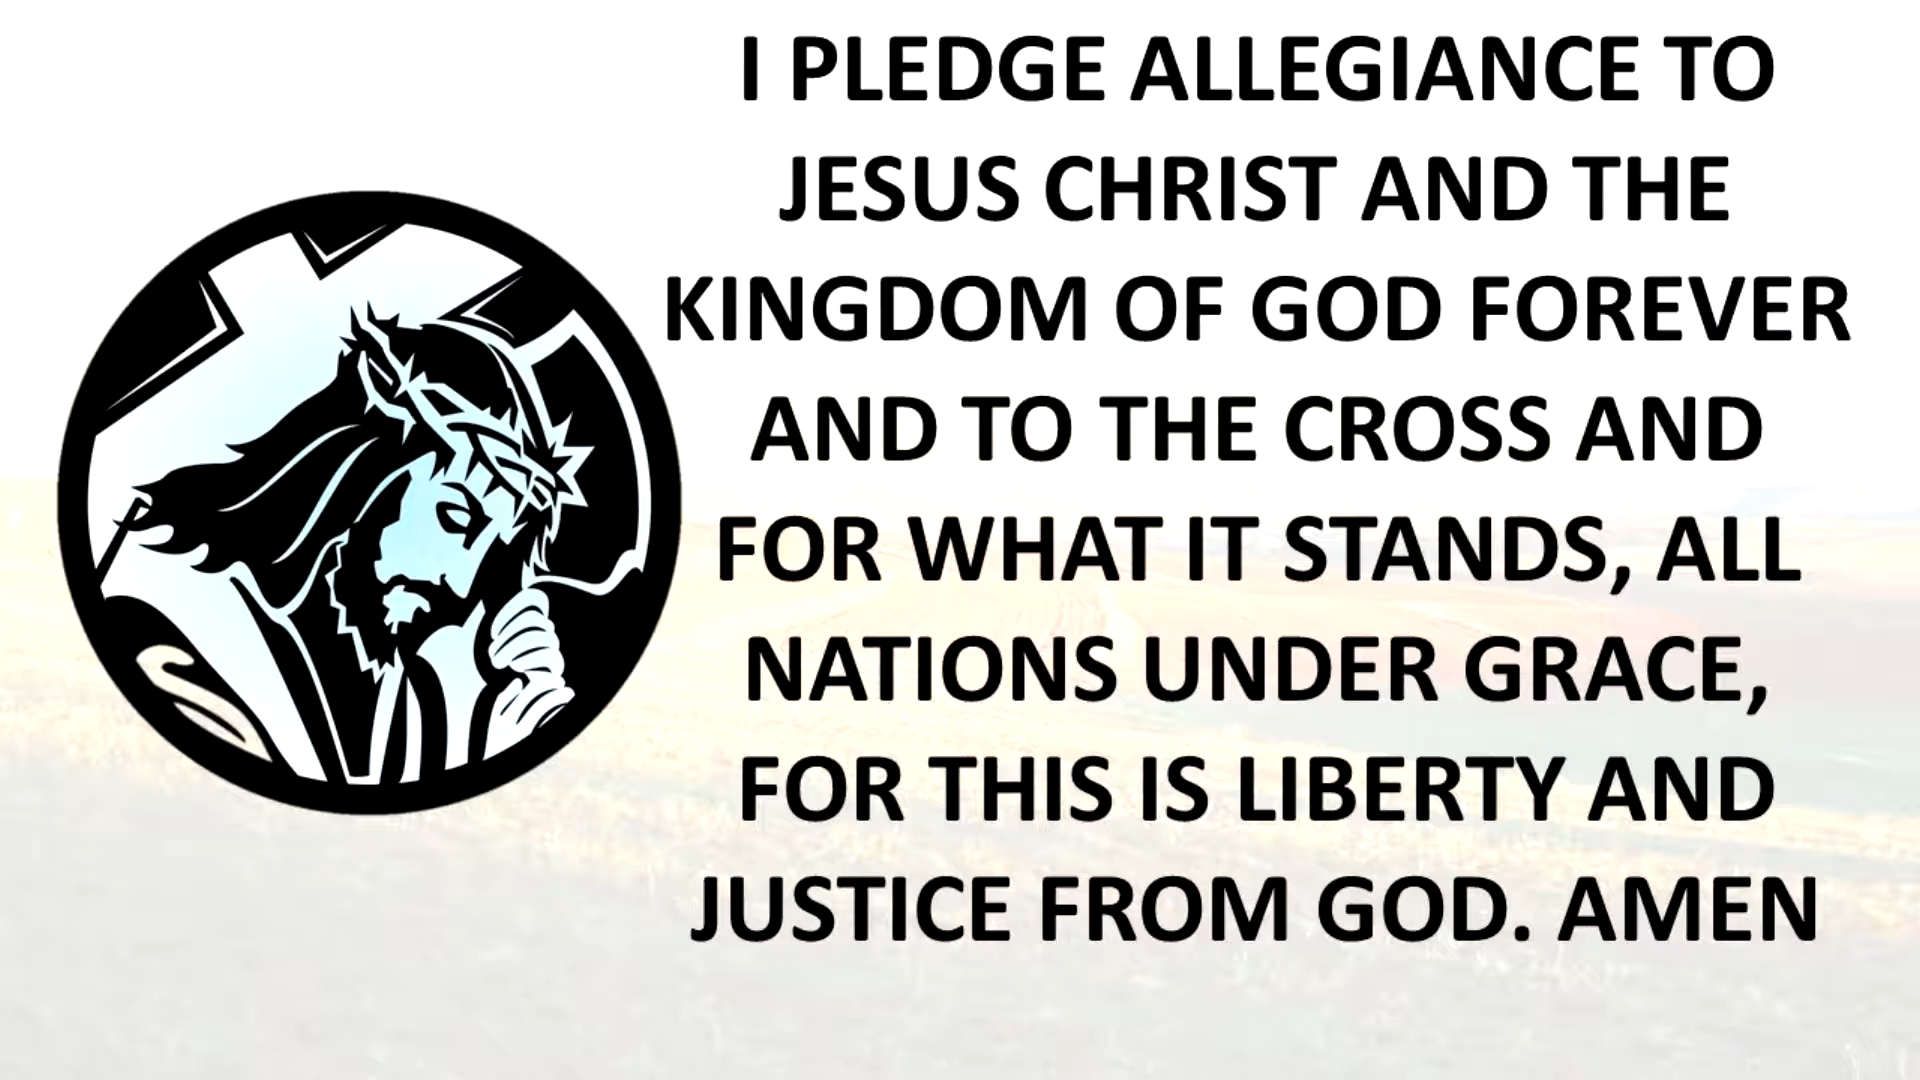 I PLEDGE ALLEGIANCE TO
JESUS CHRIST AND THE
KINGDOM OF GOD FOREVER
AND TO THE CROSS AND
FOR WHAT IT STANDS, ALL
NATIONS UNDER GRACE,
FOR THIS IS LIBERTY AND
JUSTICE FROM GOD. AMEN